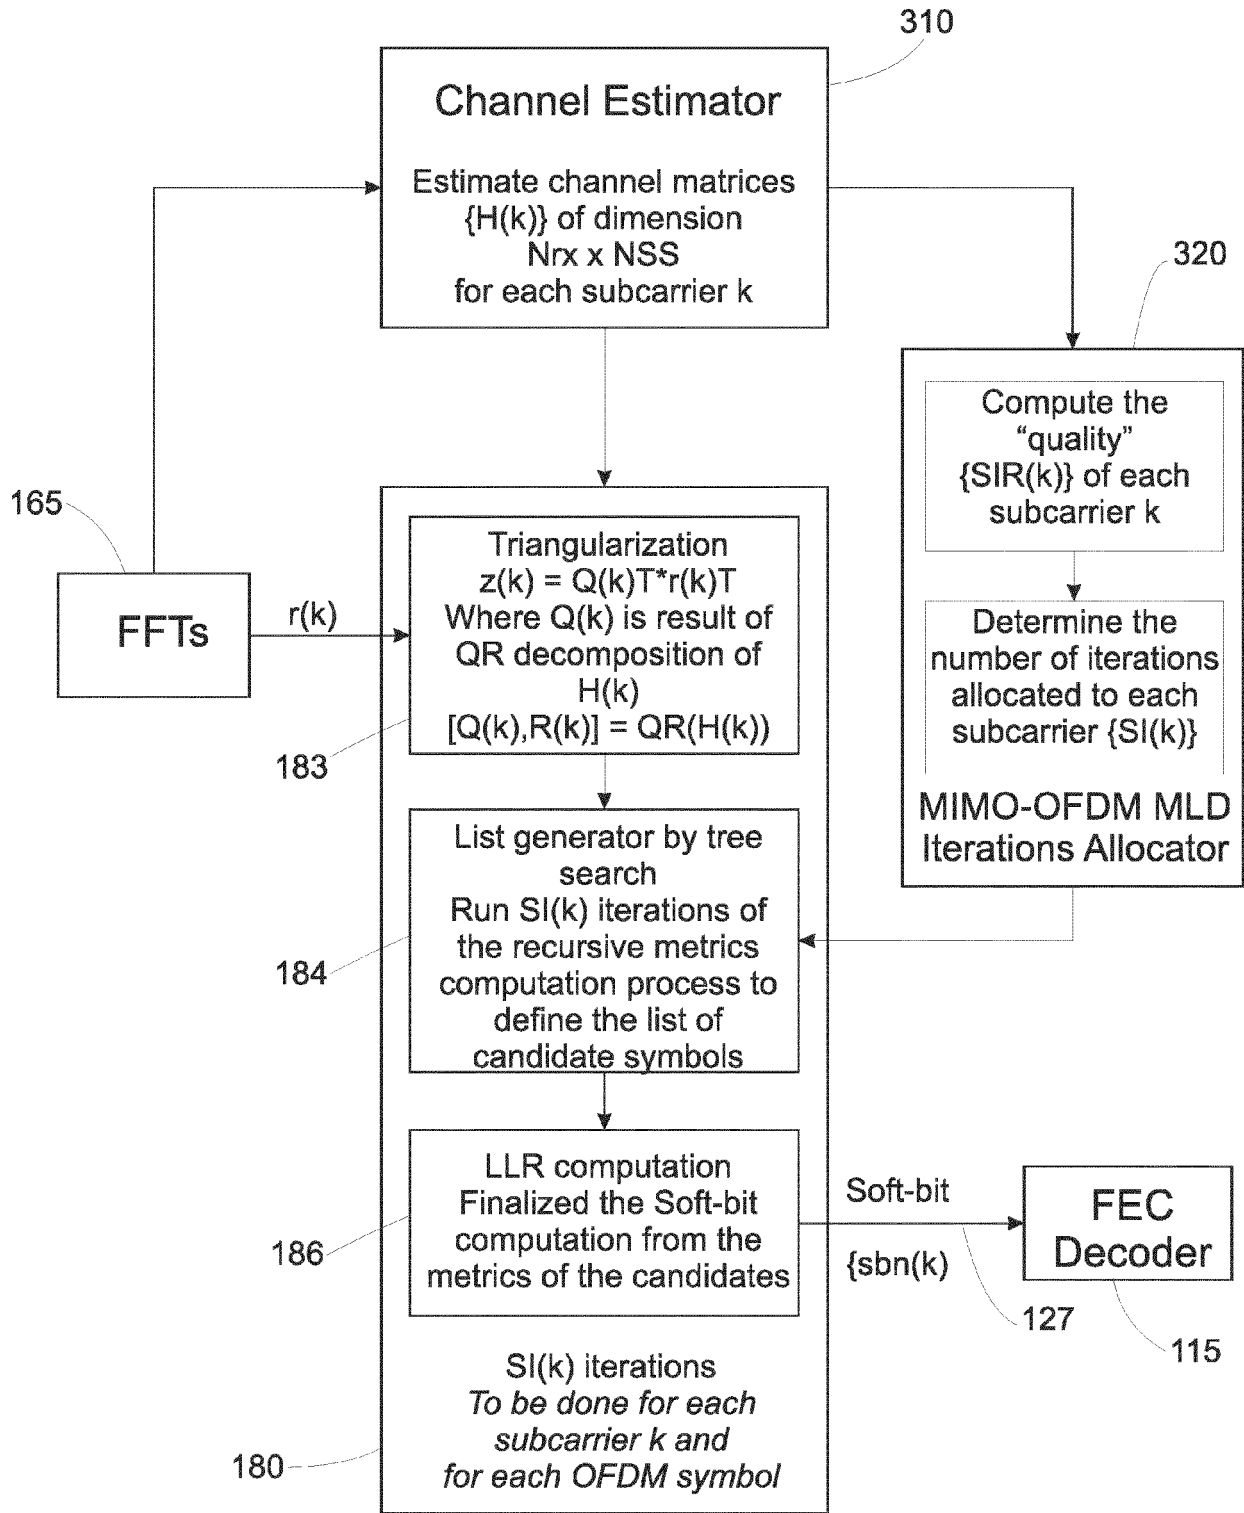 310
Channel Estimator
Estimate channel matrices
{H(k)} of dimension
Nrx x NSS
for each subcarrier k
320
Compute the
“quality”
{SIR(k)} of each
subcarrier k
Determine the
number of iterations
allocated to each
subcarrier {SI(k)}
MIMO-OFDM MLD
Iterations Allocator
165
FFTs
r(k)
Triangularization
z(k) = Q(k)T*r(k)T
Where Q(k) is result of
QR decomposition of
H(k)
[Q(k),R(k)] = QR(H(k))
183
List generator by tree
search
Run SI(k) iterations of
the recursive metrics
computation process to
define the list of
candidate symbols
184
LLR computation
Finalized the Soft-bit
computation from the
metrics of the candidates
186
Soft-bit
{sbn(k)
127
FEC
Decoder
115
SI(k) iterations
To be done for each
subcarrier k and
for each OFDM symbol
180